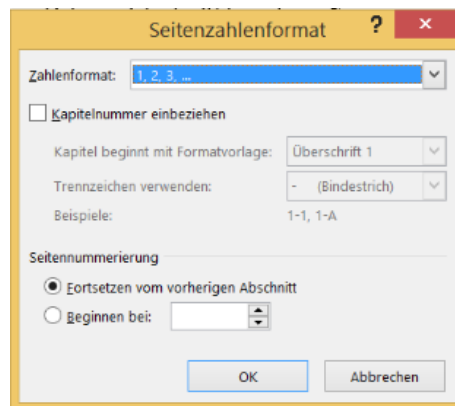 Seitenzahlenformat ? ×
Zahlenformat: 1, 2, 3, ...
Kapitelnummer einbeziehen
Kapitel beginnt mit Formatvorlage: Überschrift 1
Trennzeichen verwenden: - (Bindestrich)
Beispiele: 1-1, 1-A
Seitennummerierung
Fortsetzen vom vorherigen Abschnitt
Beginnen bei:
OK Abbrechen